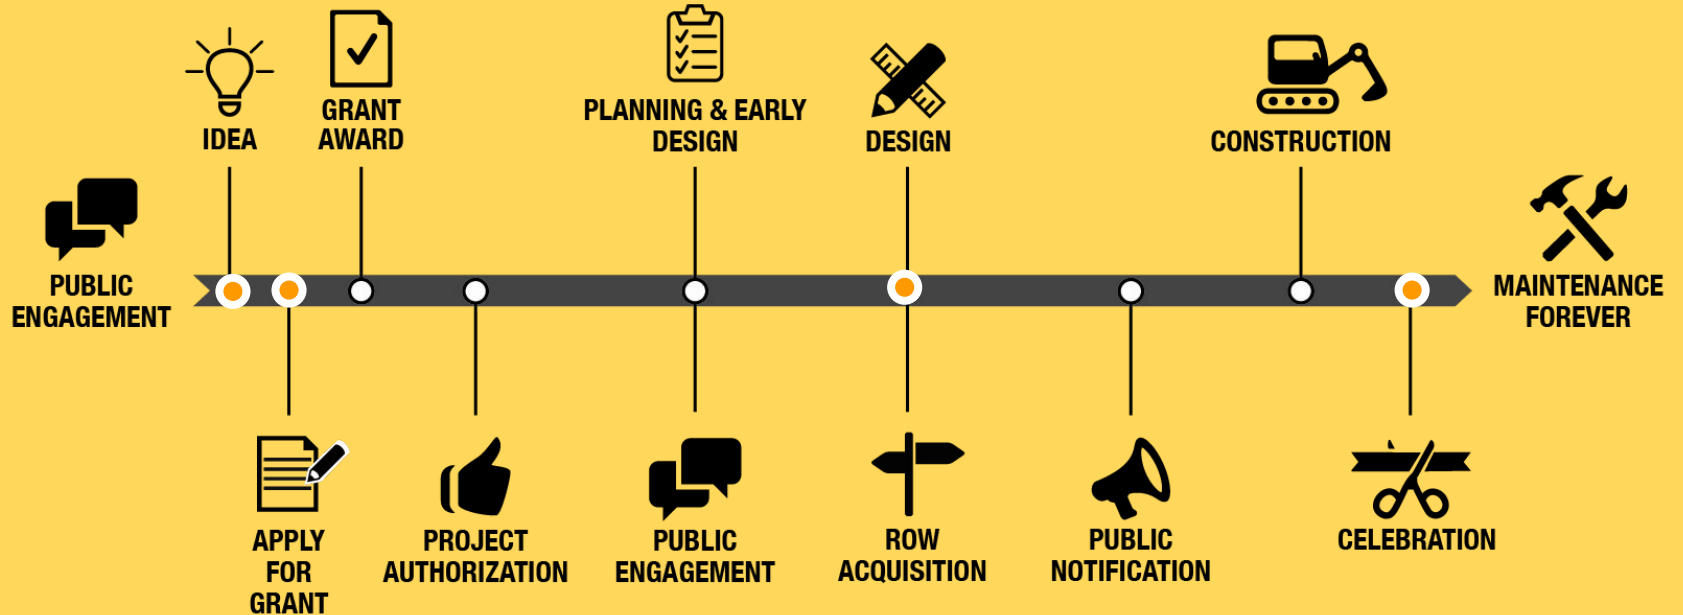 IDEA
GRANT
AWARD
PLANNING & EARLY
DESIGN
DESIGN
CONSTRUCTION
PUBLIC
ENGAGEMENT
MAINTENANCE
FOREVER
APPLY
FOR
GRANT
PROJECT
AUTHORIZATION
PUBLIC
ENGAGEMENT
ROW
ACQUISITION
PUBLIC
NOTIFICATION
CELEBRATION